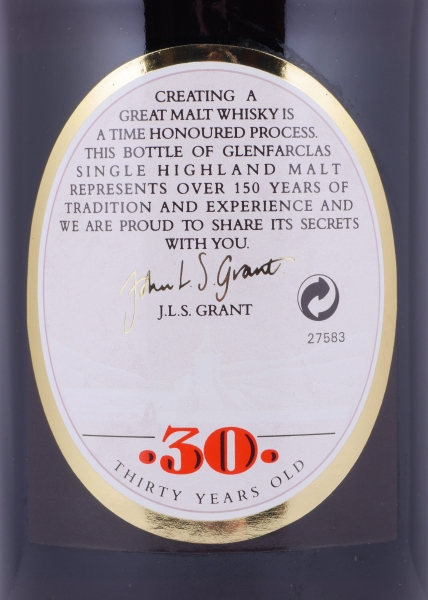 CREATING A
GREAT MALT WHISKY IS
A TIME HONOURED PROCESS.
THIS BOTTLE OF GLENFARCLAS
SINGLE HIGHLAND MALT
REPRESENTS OVER 150 YEARS OF
TRADITION AND EXPERIENCE AND
WE ARE PROUD TO SHARE ITS SECRETS
WITH YOU.
John L.S. Grant
J.L.S. GRANT
27583
•30•
THIRTY YEARS OLD